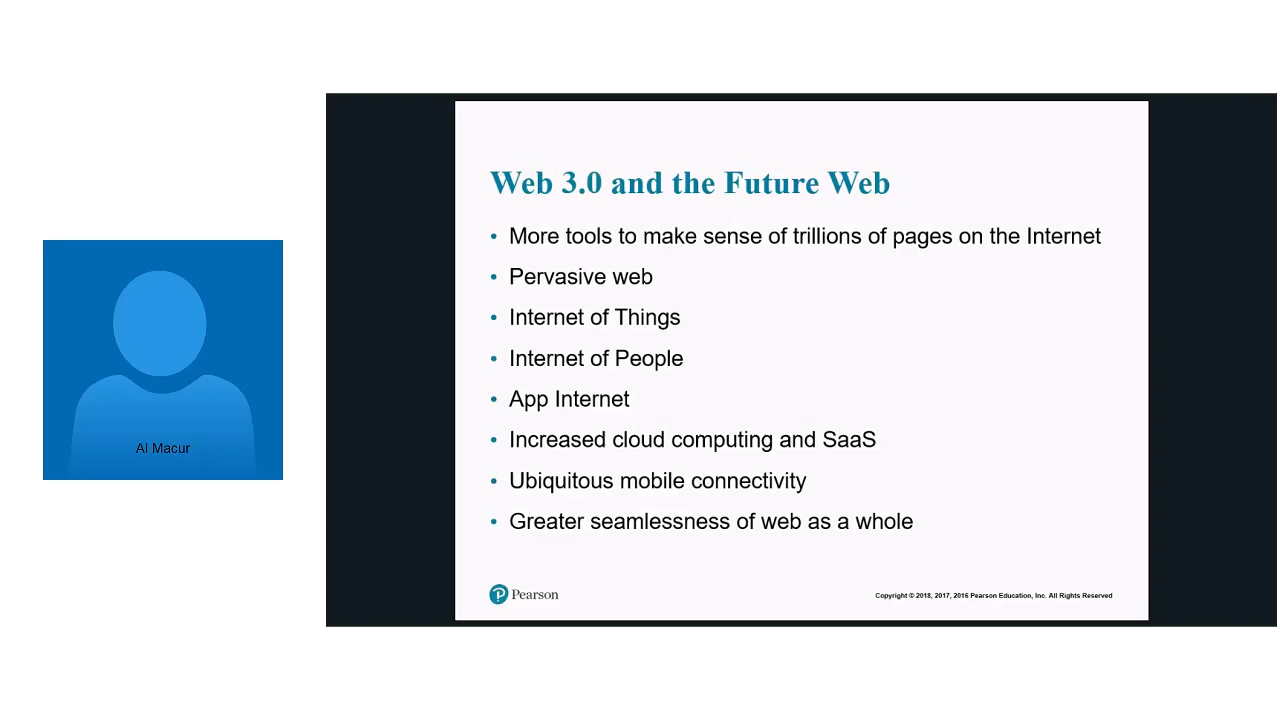 Web 3.0 and the Future Web
• More tools to make sense of trillions of pages on the Internet
• Pervasive web
• Internet of Things
• Internet of People
• App Internet
• Increased cloud computing and SaaS
• Ubiquitous mobile connectivity
• Greater seamlessness of web as a whole
Al Macur
Pearson
Copyright © 2018, 2017, 2016 Pearson Education, Inc. All Rights Reserved